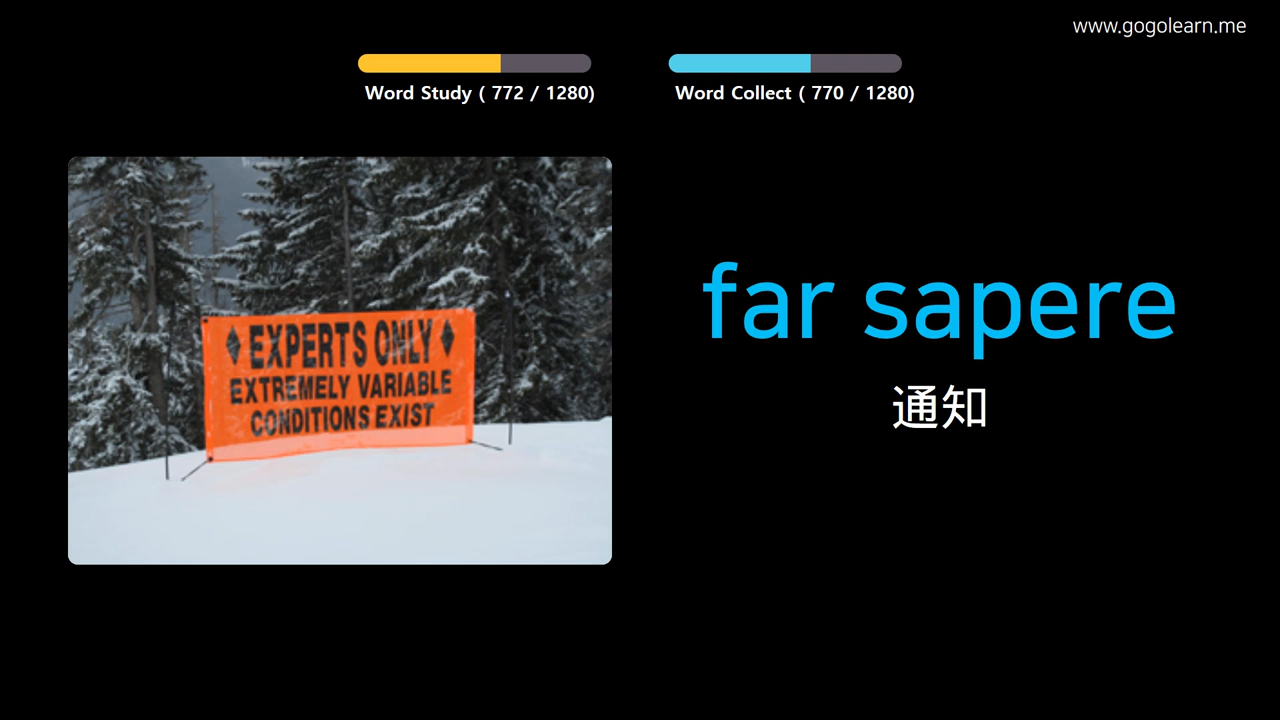 www.gogolearn.me
Word Study ( 772 / 1280)
Word Collect ( 770 / 1280)
EXPERTS ONLY
EXTREMELY VARIABLE
CONDITIONS EXIST
far sapere
通知